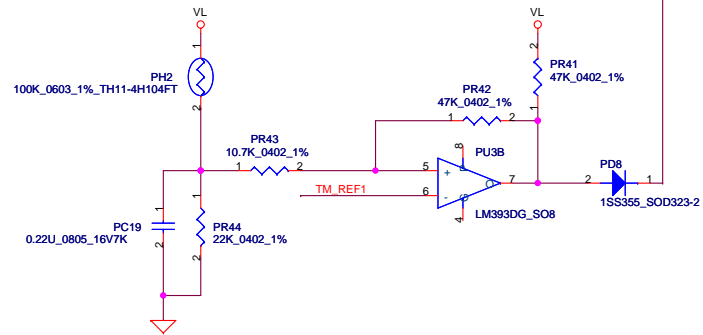 VL
VL
1
2
PH2
100K_0603_1%_TH11-4H104FT
2
PR41
47K_0402_1%
1
PR42
47K_0402_1%
1
2
PR43
10.7K_0402_1%
1
2
8
PU3B
5
+
P
O
7
TM_REF1
6
-
G
4
LM393DG_SO8
PD8
2
1
1SS355_SOD323-2
1
PC19
0.22U_0805_16V7K
2
1
PR44
22K_0402_1%
2